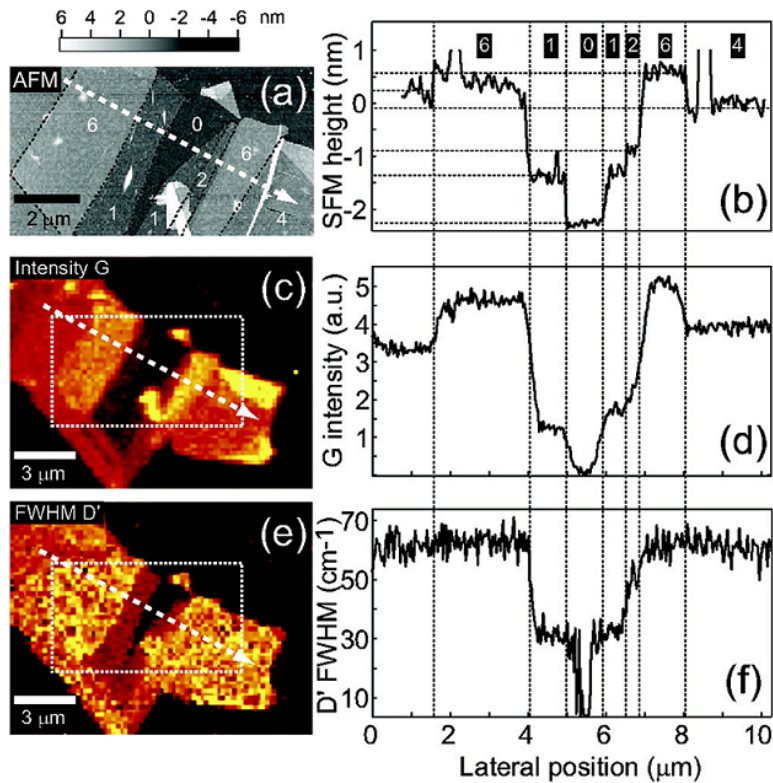 6 4 2 -2 -4 -6 nm
AFM
(a)
6
1
0
2
6
1
4
2 μm
Intensity G
(c)
3 μm
FWHM D'
(e)
3 μm
6 1 0 1 2 6 4
1
0
-1
-2
SFM height (nm)
(b)
5
4
3
2
1
G intensity (a.u.)
(d)
70
50
30
10
D' FWHM (cm-1)
(f)
0 2 4 6 8 10
Lateral position (μm)